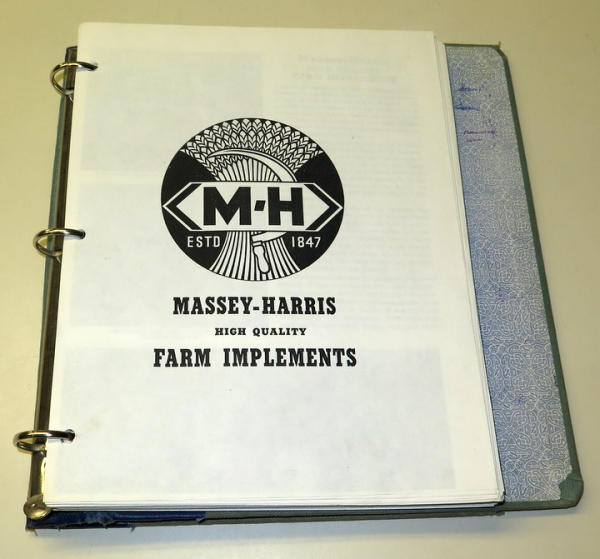 M-H
ESTD 1847
MASSEY-HARRIS
HIGH QUALITY
FARM IMPLEMENTS